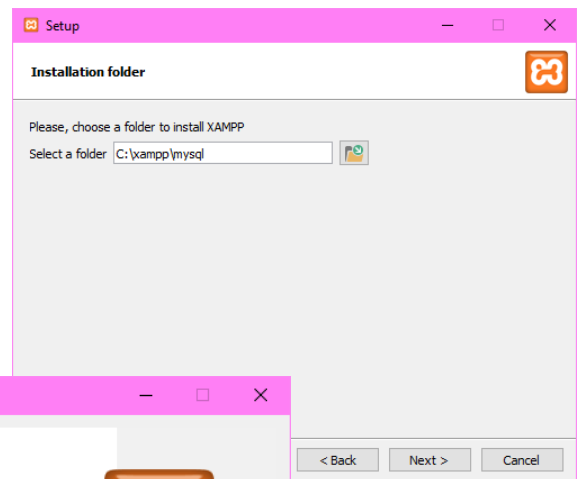 Setup
Installation folder
Please, choose a folder to install XAMPP
Select a folder C:\xampp\mysql
< Back Next > Cancel